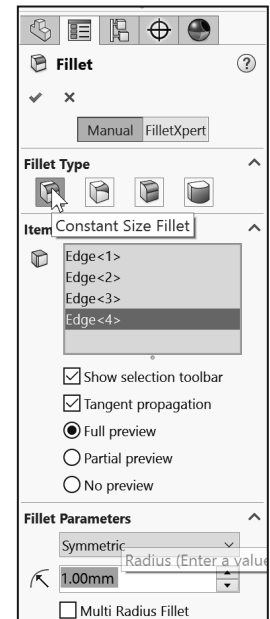 Fillet
?
Manual FilletXpert
Fillet Type
Constant Size Fillet
Item
Edge<1>
Edge<2>
Edge<3>
Edge<4>
Show selection toolbar
Tangent propagation
Full preview
Partial preview
No preview
Fillet Parameters
Symmetric
Radius (Enter a value
1.00mm
Multi Radius Fillet